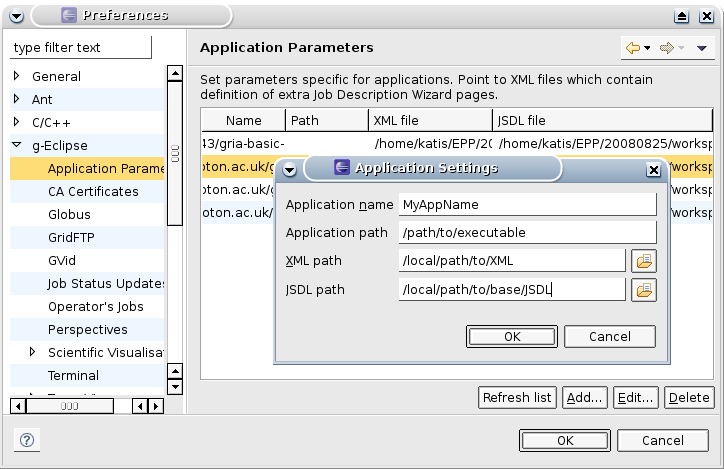 Preferences
type filter text
Application Parameters
General
Ant
C/C++
g-Eclipse
Application Parame
CA Certificates
Globus
GridFTP
GVid
Job Status Updates
Operator's Jobs
Perspectives
Scientific Visualisa
Terminal
Set parameters specific for applications. Point to XML files which contain
definition of extra Job Description Wizard pages.
Name Path XML file JSDL file
43/gria-basic- /home/katis/EPP/20 /home/katis/EPP/20080825/worksp
oton.ac.uk/g /worksp
oton.ac.uk/g /worksp
oton.ac.uk/ /worksp
Application Settings
Application name MyAppName
Application path /path/to/executable
XML path /local/path/to/XML
JSDL path /local/path/to/base/JSDL
OK Cancel
Refresh list Add... Edit... Delete
OK Cancel